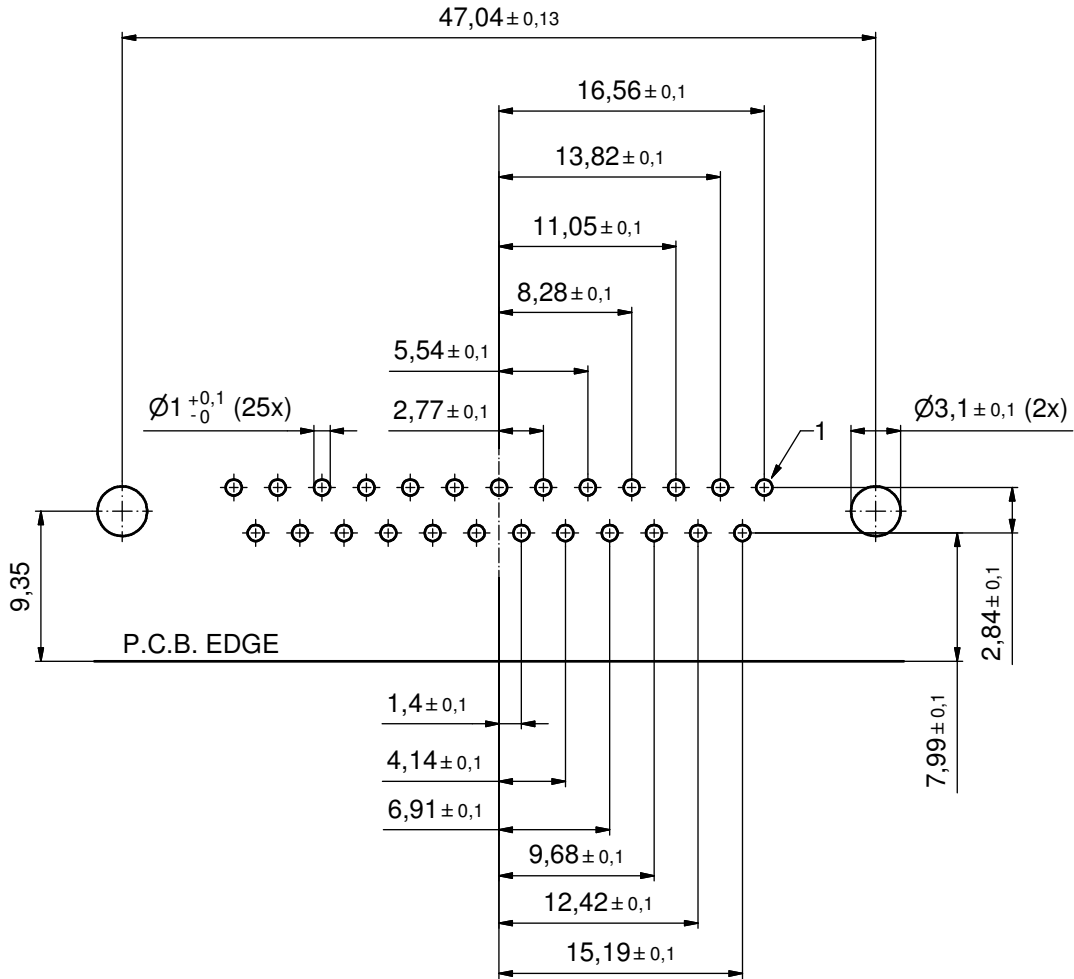 47,04 ± 0,13
16,56 ± 0,1
13,82 ± 0,1
11,05 ± 0,1
8,28 ± 0,1
5,54 ± 0,1
Ø1 +0,1 -0 (25x)
2,77 ± 0,1
Ø3,1 ± 0,1 (2x)
1
9,35
2,84 ± 0,1
P.C.B. EDGE
7,99 ± 0,1
1,4 ± 0,1
4,14 ± 0,1
6,91 ± 0,1
9,68 ± 0,1
12,42 ± 0,1
15,19 ± 0,1